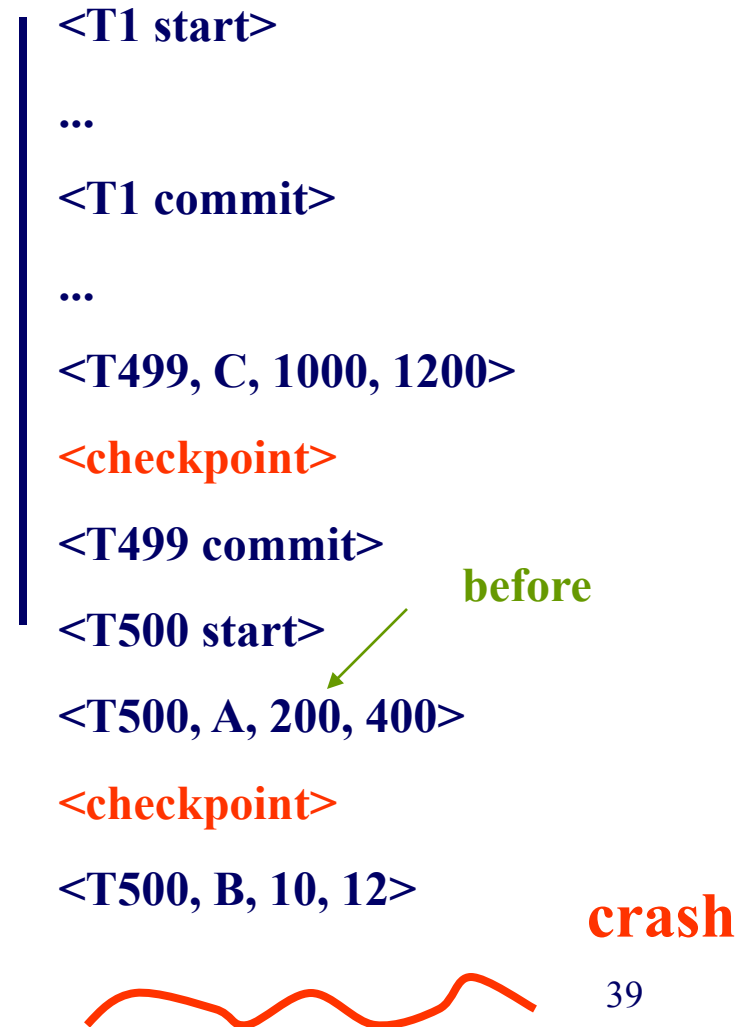 <T1 start>
...
<T1 commit>
...
<T499, C, 1000, 1200>
<checkpoint>
<T499 commit>
before
<T500 start>
<T500, A, 200, 400>
<checkpoint>
<T500, B, 10, 12>
crash
39